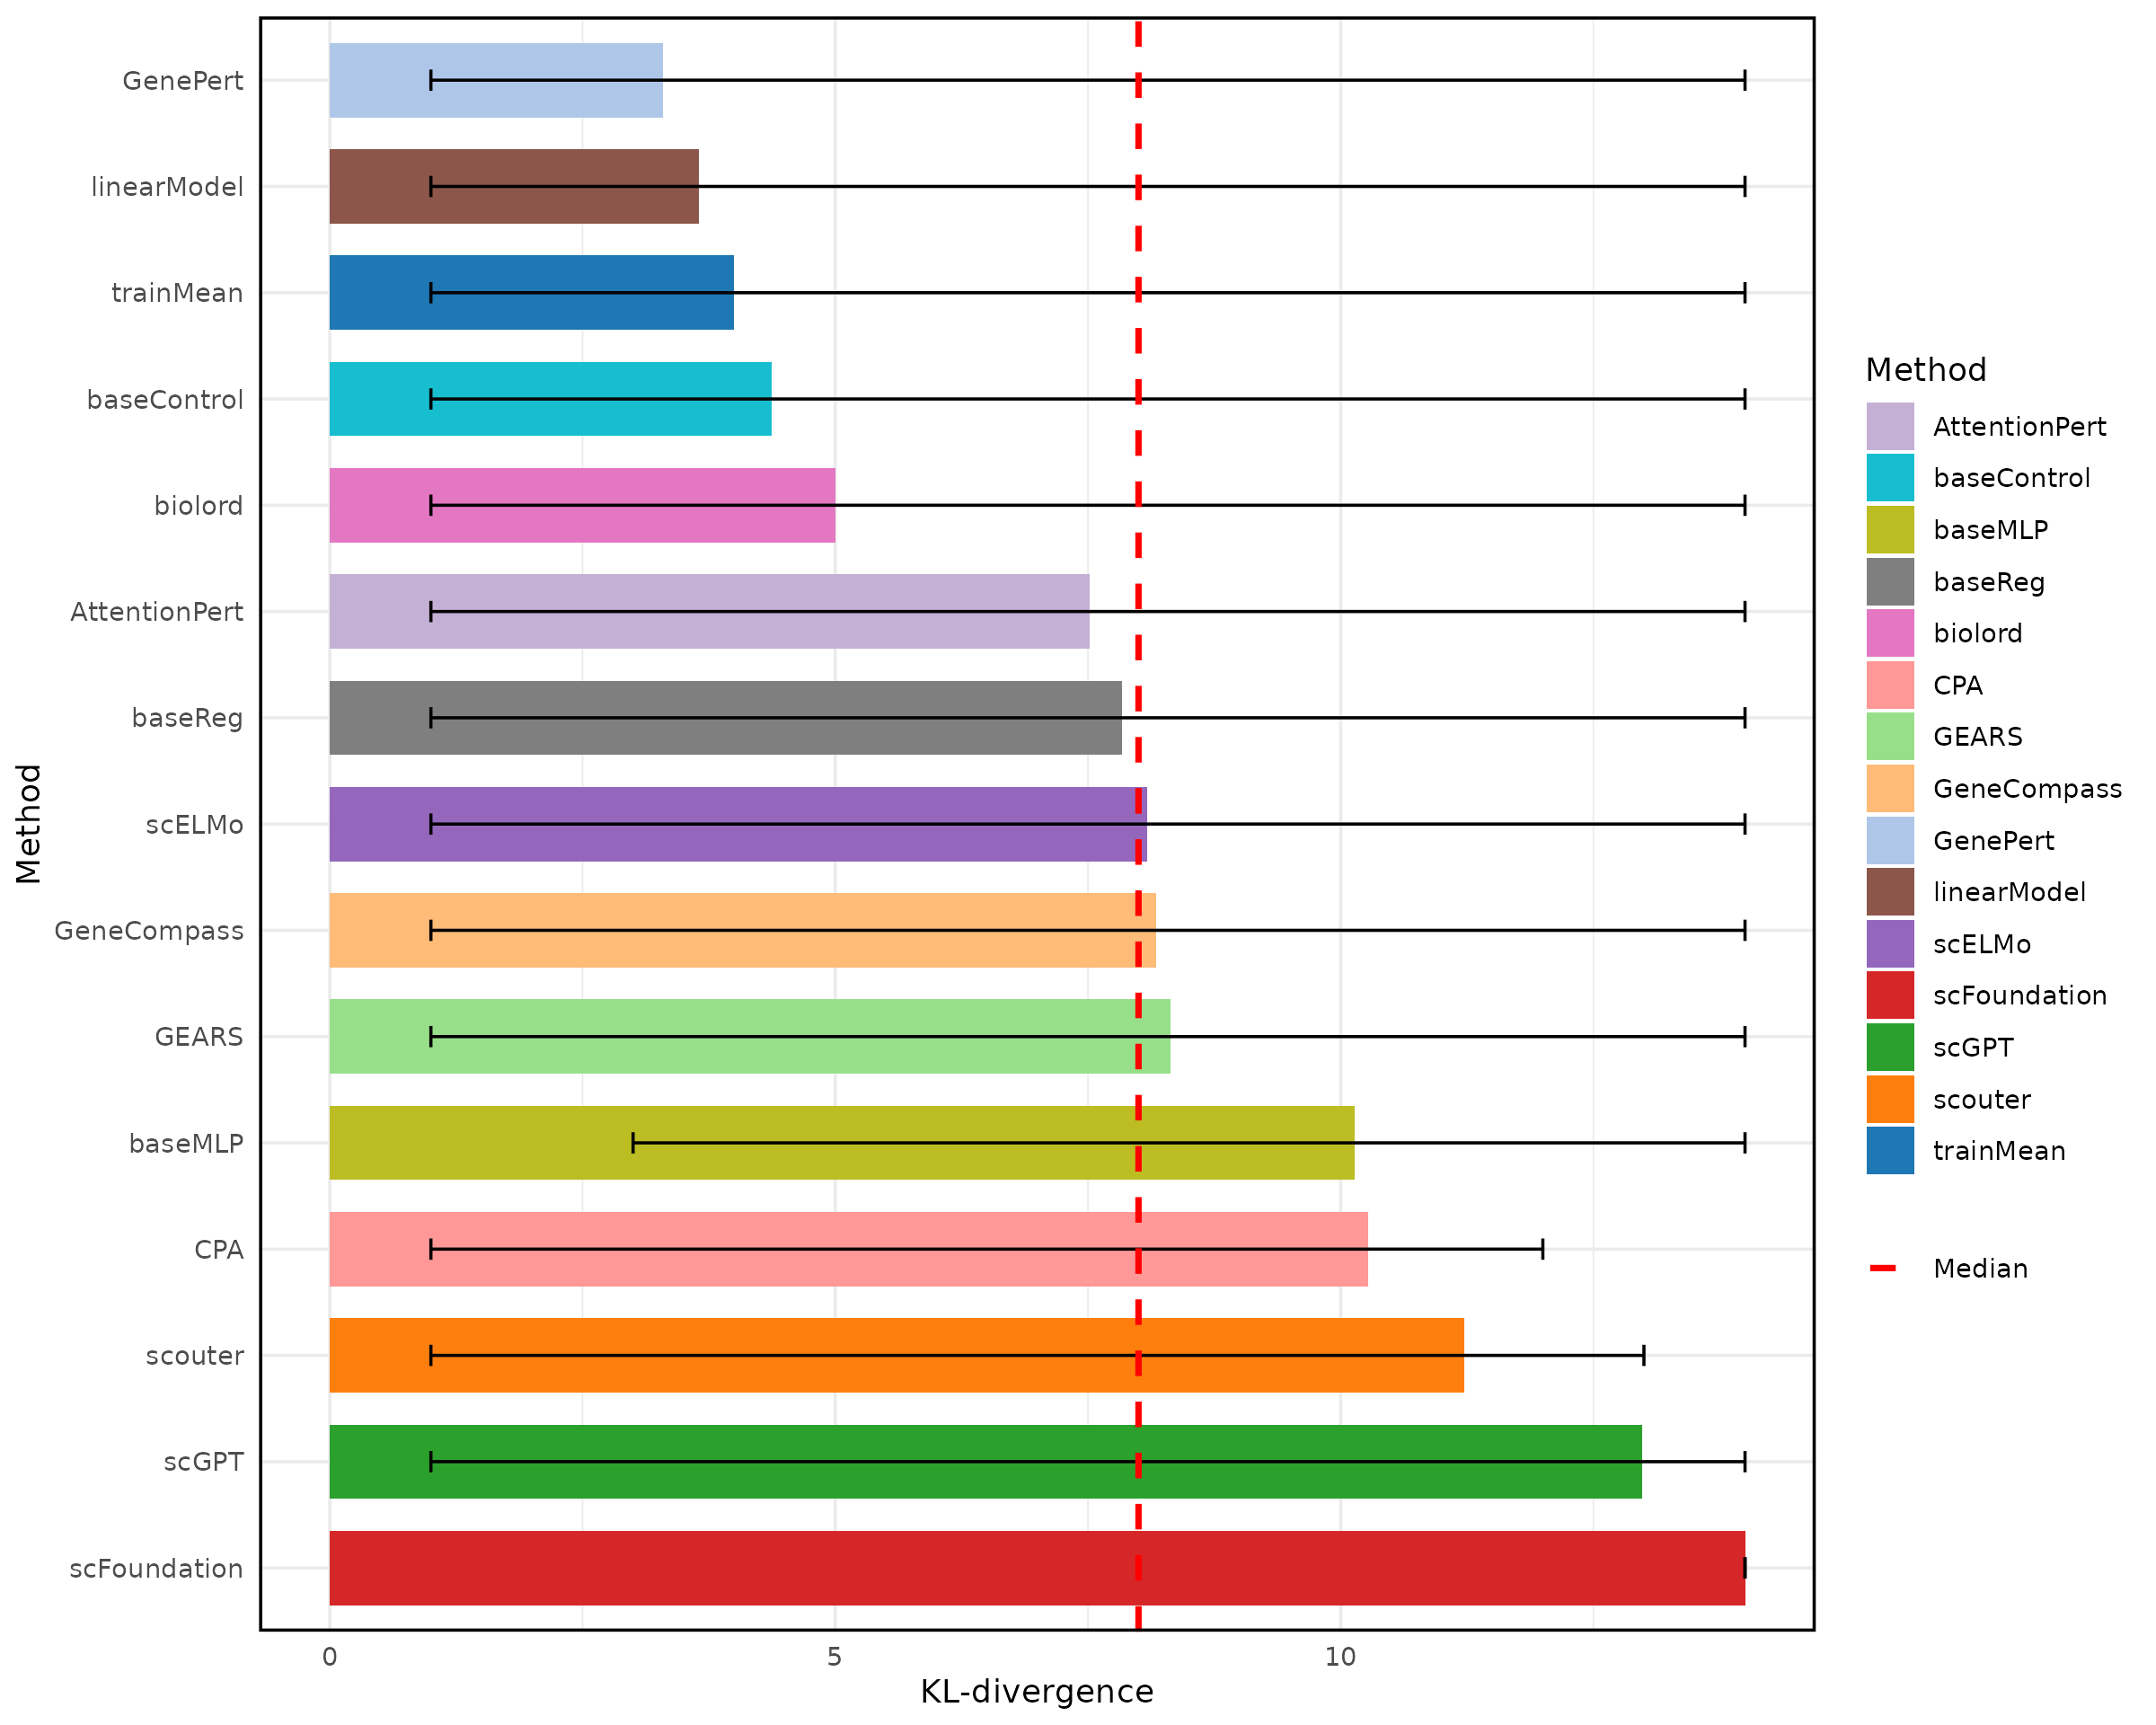 GenePert
linearModel
trainMean
baseControl
biolord
AttentionPert
baseReg
scELMo
GeneCompass
GEARS
baseMLP
CPA
scouter
scGPT
scFoundation
Method
0 5 10
KL-divergence
Method
AttentionPert
baseControl
baseMLP
baseReg
biolord
CPA
GEARS
GeneCompass
GenePert
linearModel
scELMo
scFoundation
scGPT
scouter
trainMean
Median